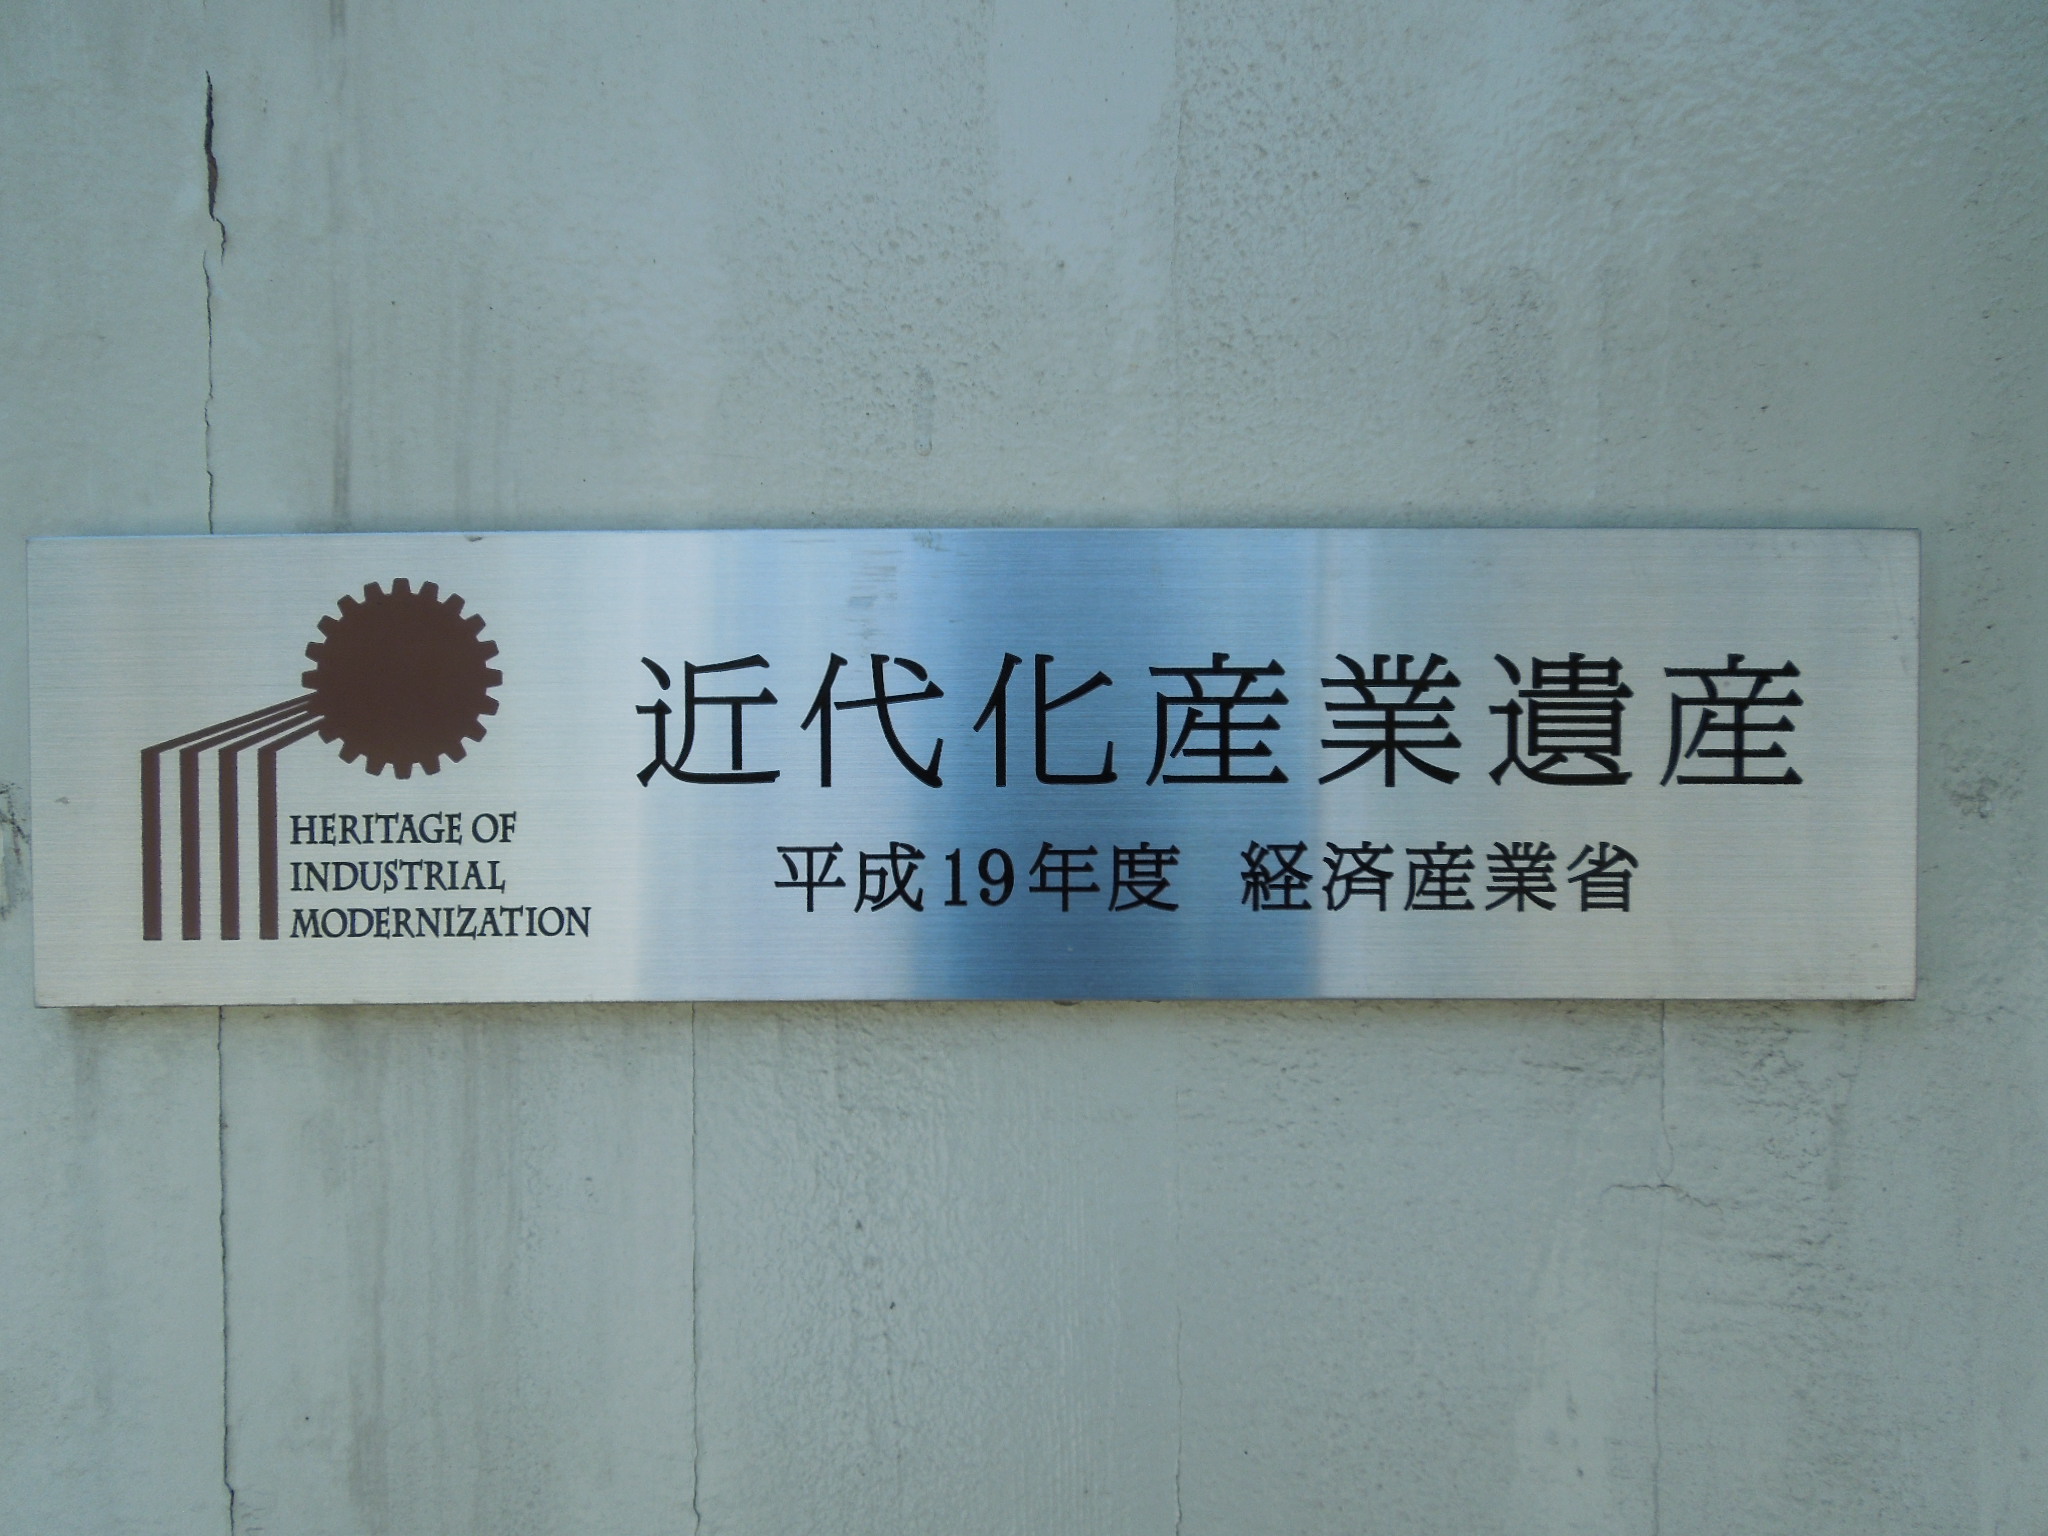 近代化産業遺産
平成19年度 経済産業省
HERITAGE OF
INDUSTRIAL
MODERNIZATION